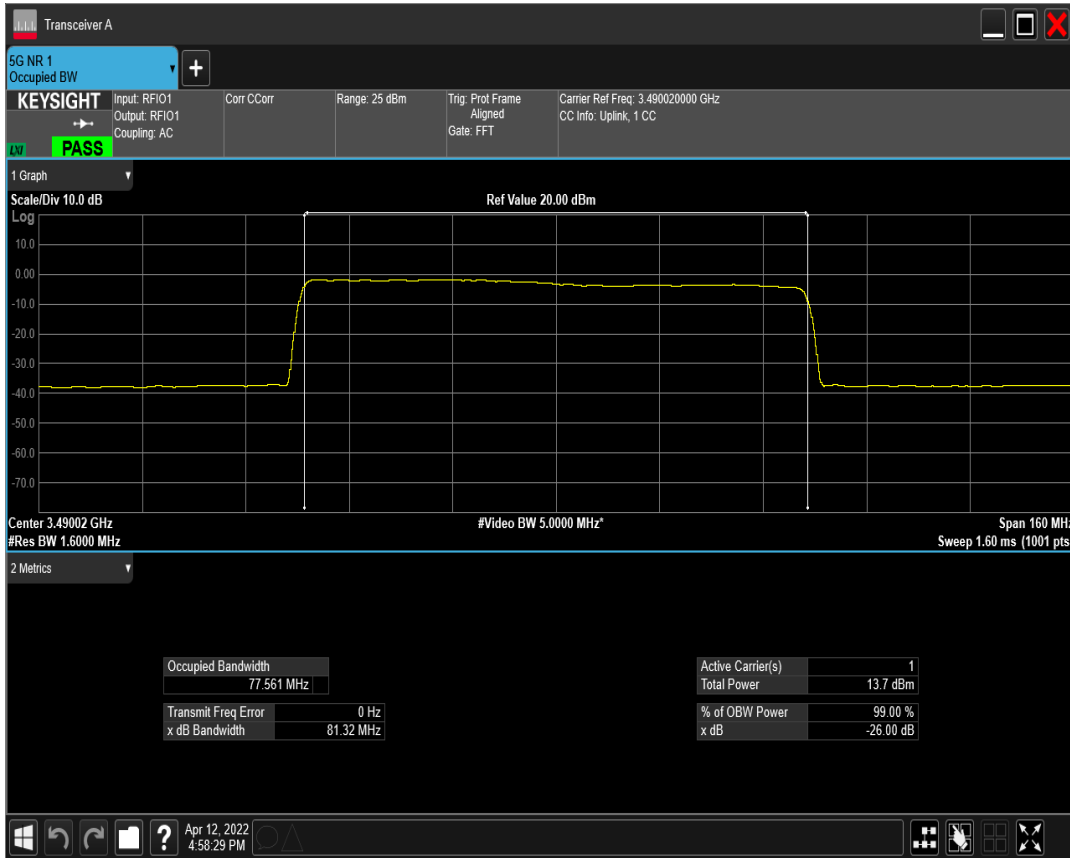 Transceiver A
5G NR 1
Occupied BW
+
KEYSIGHT
LXI
PASS
Input: RFIO1
Output: RFIO1
Coupling: AC
Corr CCorr
Range: 25 dBm
Trig: Prot Frame
Aligned
Gate: FFT
Carrier Ref Freq: 3.490020000 GHz
CC Info: Uplink, 1 CC
1 Graph
Scale/Div 10.0 dB
Ref Value 20.00 dBm
Log
10.0
0.00
-10.0
-20.0
-30.0
-40.0
-50.0
-60.0
-70.0
Center 3.49002 GHz
#Video BW 5.0000 MHz*
Span 160 MHz
#Res BW 1.6000 MHz
Sweep 1.60 ms (1001 pts
2 Metrics
Occupied Bandwidth
77.561 MHz
Transmit Freq Error 0 Hz
x dB Bandwidth 81.32 MHz
Active Carrier(s) 1
Total Power 13.7 dBm
% of OBW Power 99.00 %
x dB -26.00 dB
?
Apr 12, 2022
4:58:29 PM